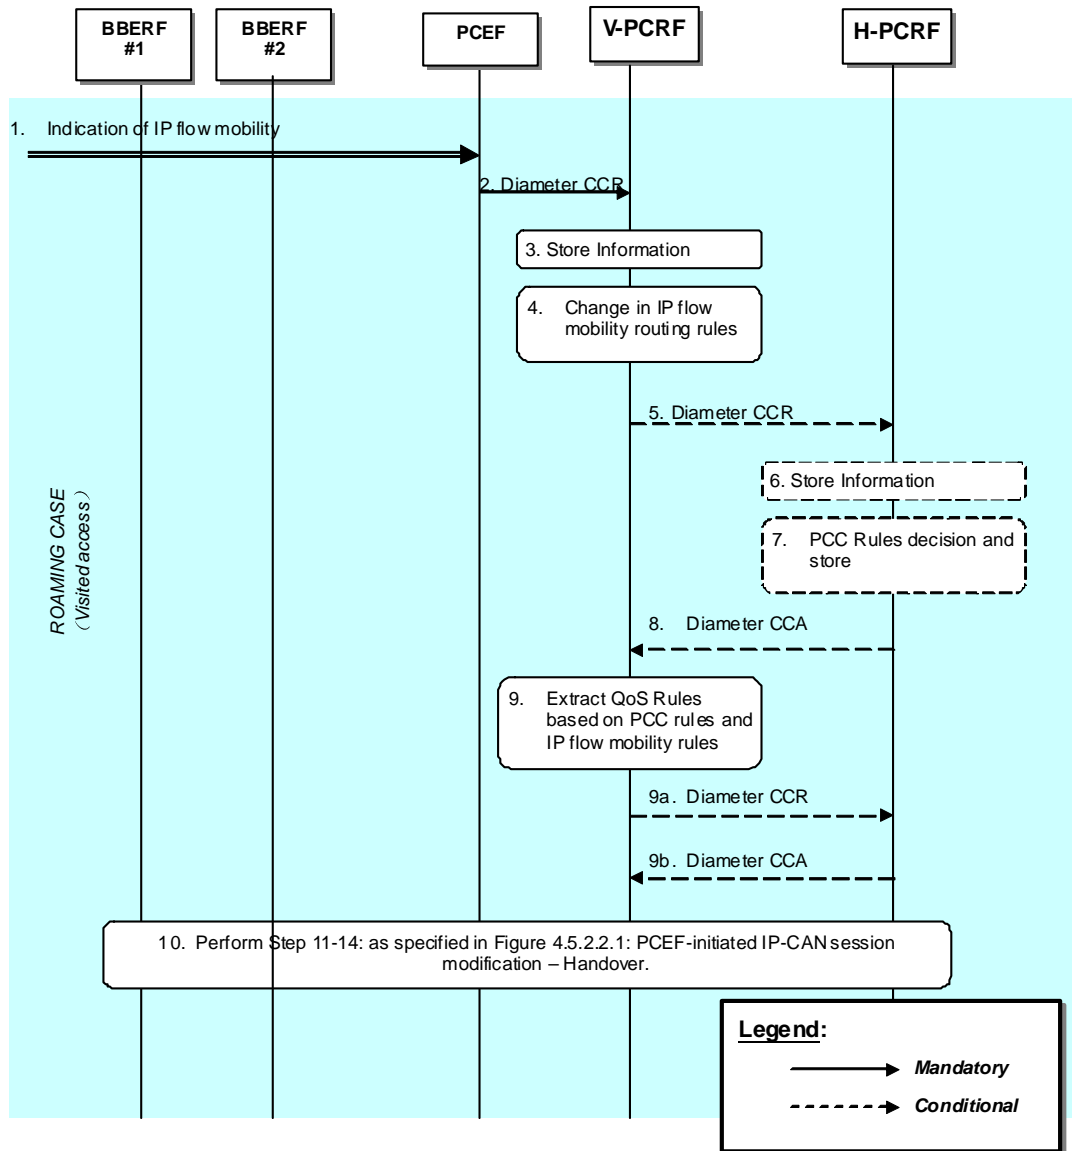 BBERF
#1
BBERF
#2
PCEF
V-PCRF
H-PCRF
1. Indication of IP flow mobility
2. Diameter CCR
3. Store Information
4. Change in IP flow
mobility routing rules
5. Diameter CCR
6. Store Information
7. PCC Rules decision and
store
ROAMING CASE
(Visited access)
8. Diameter CCA
9. Extract QoS Rules
based on PCC rules and
IP flow mobility rules
9a. Diameter CCR
9b. Diameter CCA
10. Perform Step 11-14: as specified in Figure 4.5.2.2.1: PCEF-initiated IP-CAN session
modification – Handover.
Legend:
Mandatory
Conditional